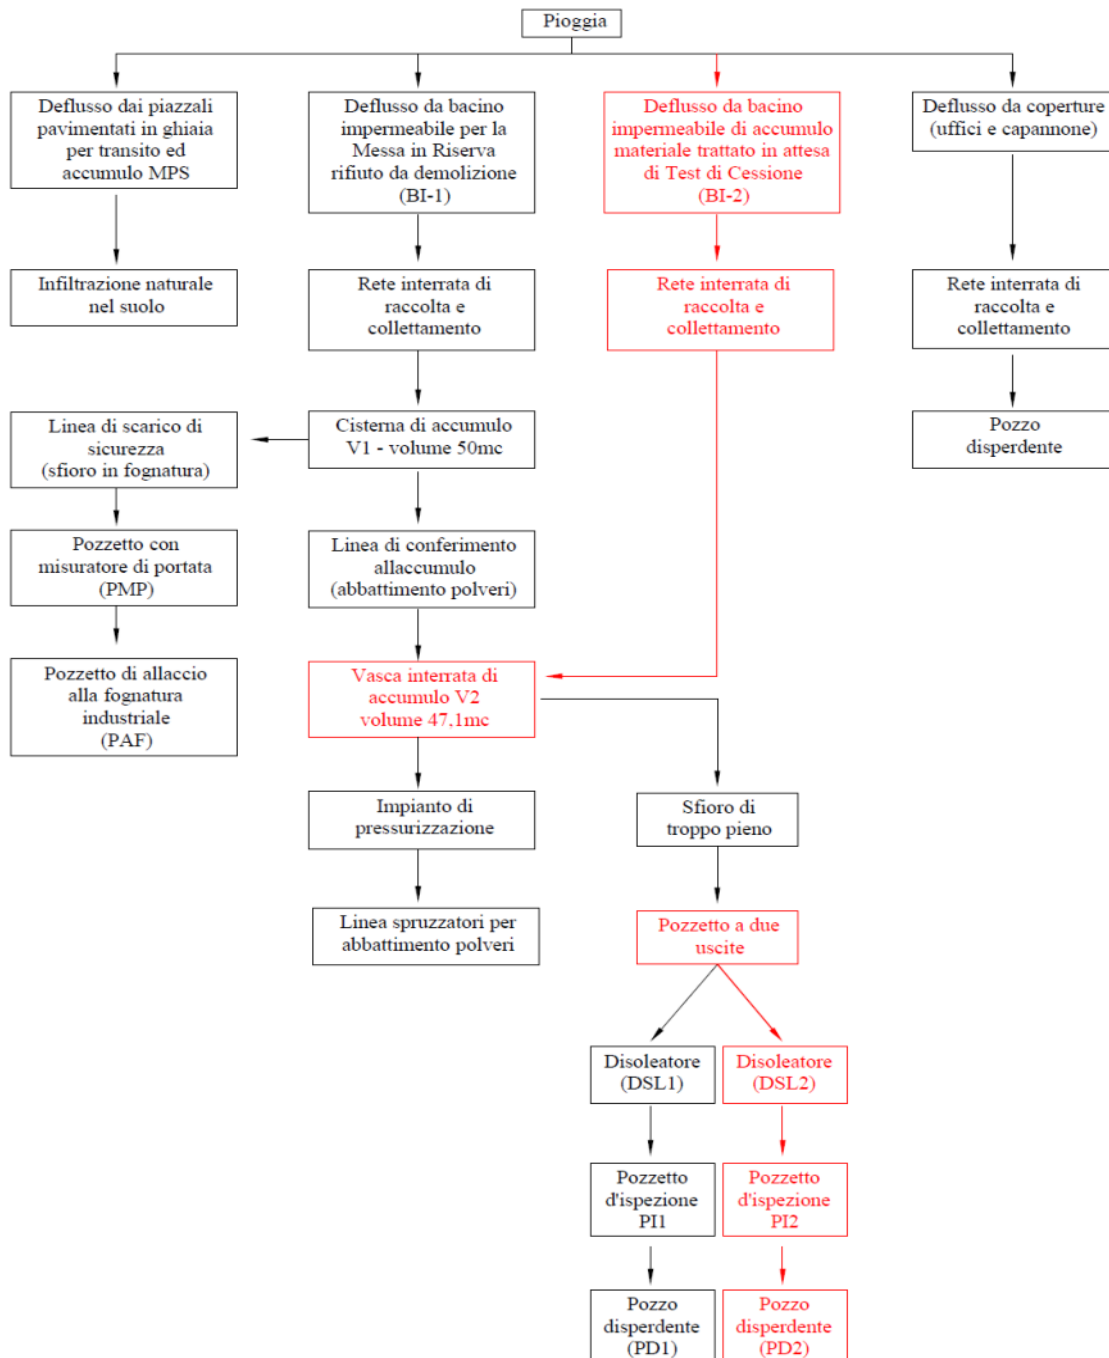 Pioggia
Deflusso dai piazzali
pavimentati in ghiaia
per transito ed
accumulo MPS
Deflusso da bacino
impermeabile per la
Messa in Riserva
rifiuto da demolizione
(BI-1)
Deflusso da bacino
impermeabile di accumulo
materiale trattato in attesa
di Test di Cessione
(BI-2)
Deflusso da coperture
(uffici e capannone)
Infiltrazione naturale
nel suolo
Rete interrata di
raccolta e
collettamento
Rete interrata di
raccolta e
collettamento
Rete interrata di
raccolta e
collettamento
Linea di scarico di
sicurezza
(sfioro in fognatura)
Cisterna di accumulo
V1 - volume 50mc
Pozzo
disperdente
Pozzetto con
misuratore di portata
(PMP)
Linea di conferimento
allaccumulo
(abbattimento polveri)
Pozzetto di allaccio
alla fognatura
industriale
(PAF)
Vasca interrata di
accumulo V2
volume 47,1mc
Impianto di
pressurizzazione
Sfioro di
troppo pieno
Linea spruzzatori per
abbattimento polveri
Pozzetto a due
uscite
Disoleatore
(DSL1)
Disoleatore
(DSL2)
Pozzetto
d'ispezione
PI1
Pozzetto
d'ispezione
PI2
Pozzo
disperdente
(PD1)
Pozzo
disperdente
(PD2)